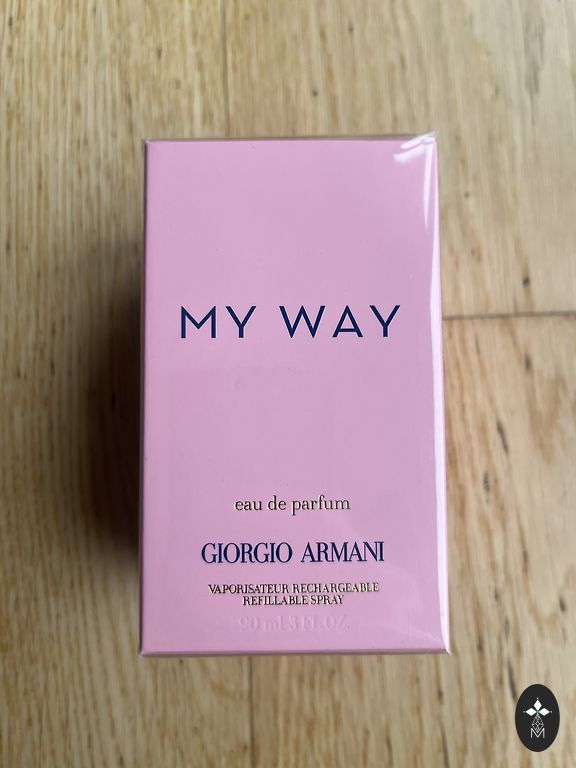 MY WAY
eau de parfum
GIORGIO ARMANI
VAPORISATEUR RECHARGEABLE
REFILLABLE SPRAY
90 ml 3 FL.OZ.